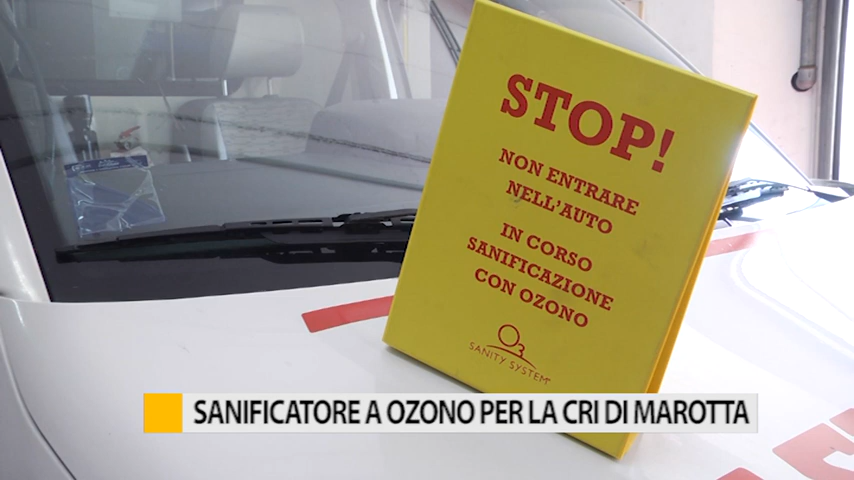 STOP!
NON ENTRARE
NELL'AUTO
IN CORSO
SANIFICAZIONE
CON OZONO
O3
SANITY SYSTEM
SANIFICATORE A OZONO PER LA CRI DI MAROTTA